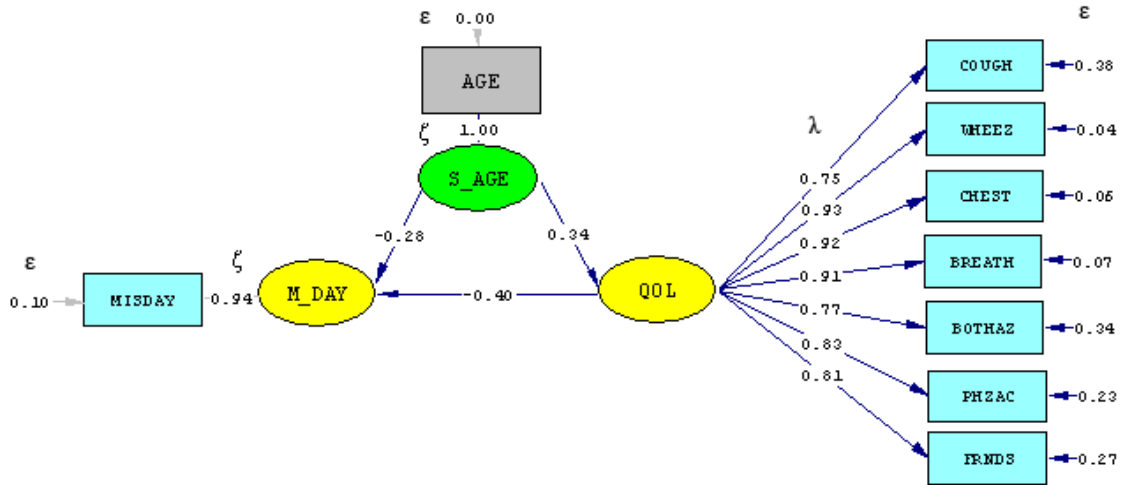 ε 0.00
ε
AGE
COUGH
0.38
ζ 1.00
λ
WHEEZ
0.04
S_AGE
0.75
0.93
CHEST
0.06
-0.28
0.34
0.92
ε
ζ
0.91
BREATH
0.07
0.10
MISDAY
0.94
M_DAY
-0.40
QOL
0.77
BOTHAZ
0.34
0.83
0.81
PHZAC
0.23
FRNDS
0.27